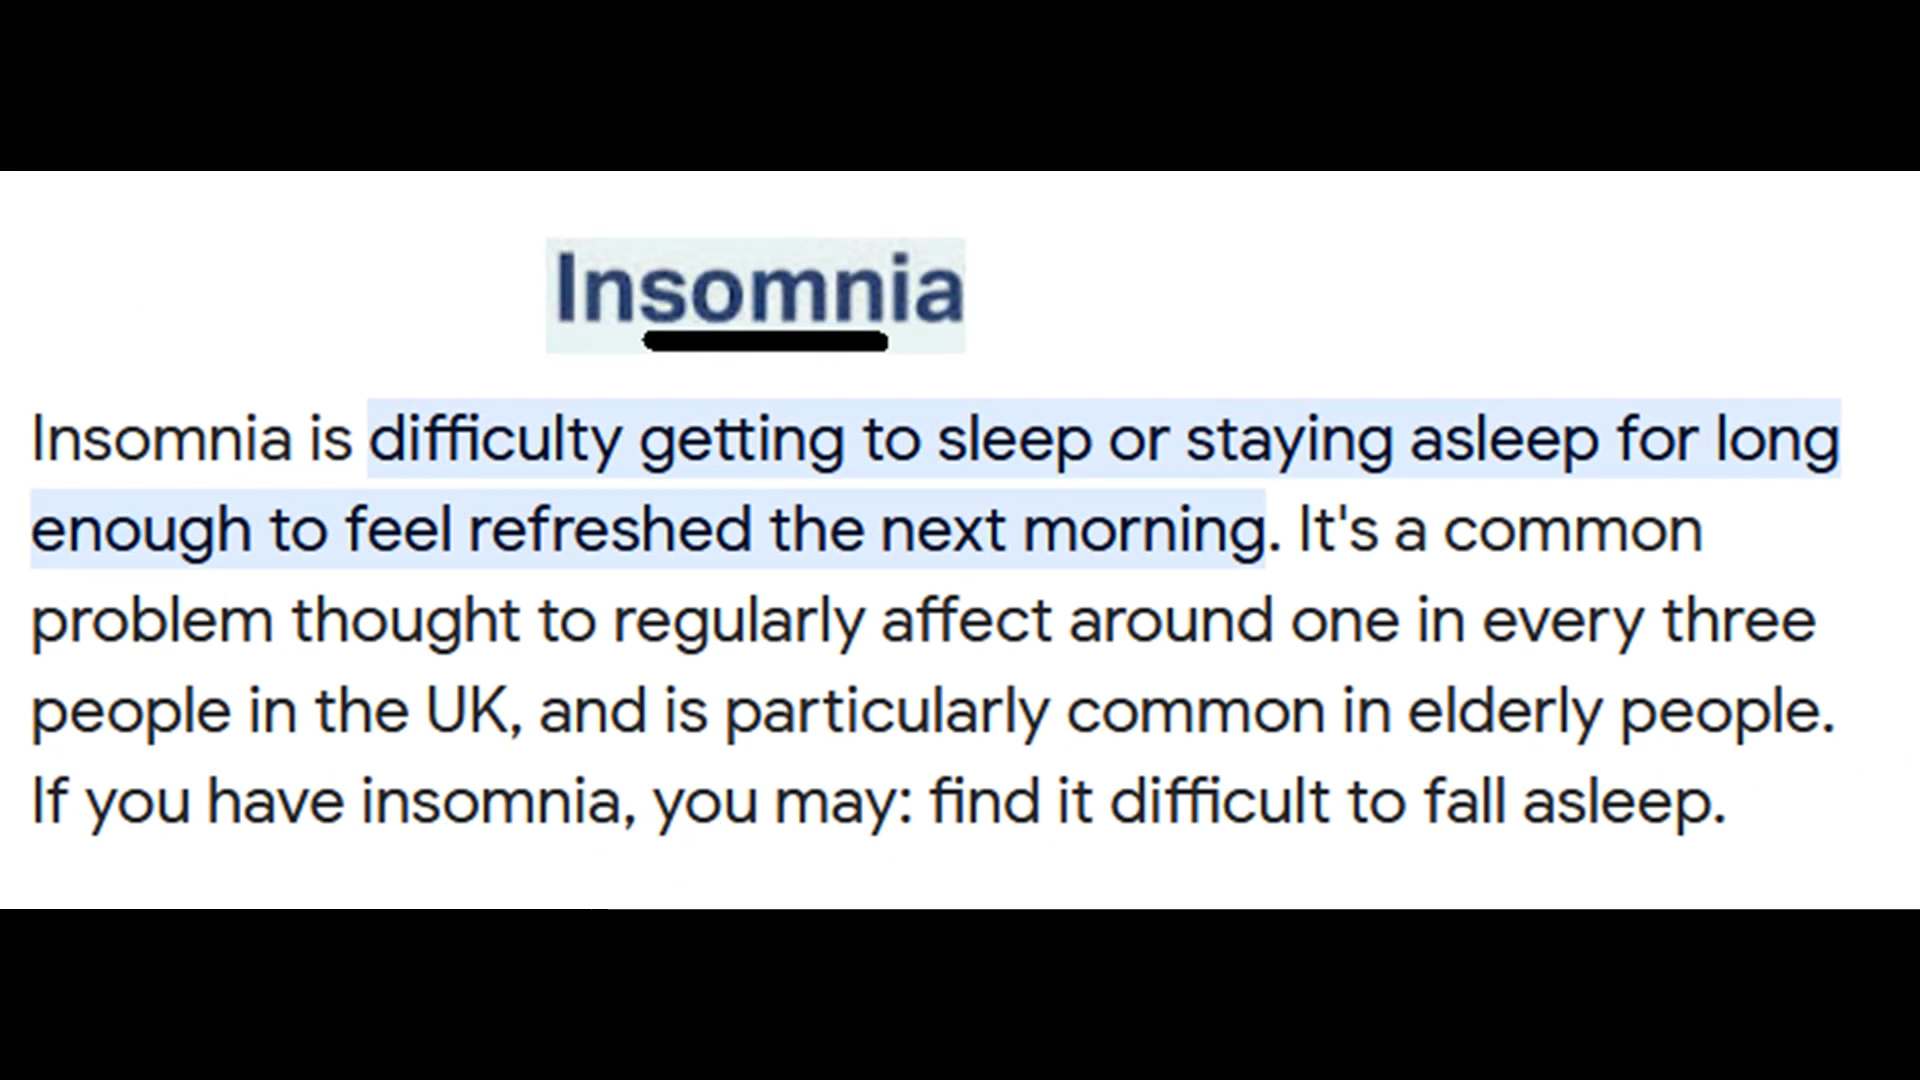 Insomnia
Insomnia is difficulty getting to sleep or staying asleep for long
enough to feel refreshed the next morning. It's a common
problem thought to regularly affect around one in every three
people in the UK, and is particularly common in elderly people.
If you have insomnia, you may: find it difficult to fall asleep.